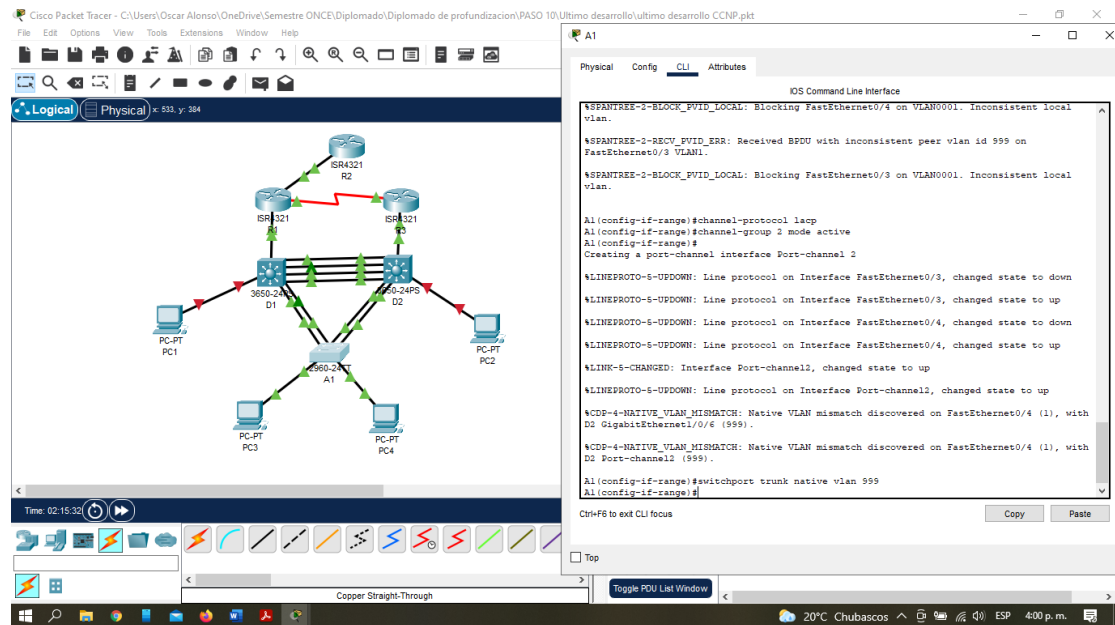 Cisco Packet Tracer - C:\Users\Oscar Alonso\OneDrive\Semestre ONCE\Diplomado\Diplomado de profundizacion\PASO 10\Ultimo desarrollo\ultimo desarrollo CCNP.pkt
File Edit Options View Tools Extensions Window Help
Logical Physical x: 533, y: 384
ISR4321
R2
ISR4321
R1
ISR4321
R3
3650-24PS
D1
3650-24PS
D2
PC-PT
PC1
PC-PT
PC2
2960-24TT
A1
PC-PT
PC3
PC-PT
PC4
Time: 02:15:32
Copper Straight-Through
Toggle PDU List Window
A1
Physical Config CLI Attributes
IOS Command Line Interface
%SPANTREE-2-BLOCK_PVID_LOCAL: Blocking FastEthernet0/4 on VLAN0001. Inconsistent local
vlan.
%SPANTREE-2-RECV_PVID_ERR: Received BPDU with inconsistent peer vlan id 999 on
FastEthernet0/3 VLAN1.
%SPANTREE-2-BLOCK_PVID_LOCAL: Blocking FastEthernet0/3 on VLAN0001. Inconsistent local
vlan.
A1(config-if-range)#channel-protocol lacp
A1(config-if-range)#channel-group 2 mode active
A1(config-if-range)#
Creating a port-channel interface Port-channel 2
%LINEPROTO-5-UPDOWN: Line protocol on Interface FastEthernet0/3, changed state to down
%LINEPROTO-5-UPDOWN: Line protocol on Interface FastEthernet0/3, changed state to up
%LINEPROTO-5-UPDOWN: Line protocol on Interface FastEthernet0/4, changed state to down
%LINEPROTO-5-UPDOWN: Line protocol on Interface FastEthernet0/4, changed state to up
%LINK-5-CHANGED: Interface Port-channel2, changed state to up
%LINEPROTO-5-UPDOWN: Line protocol on Interface Port-channel2, changed state to up
%CDP-4-NATIVE_VLAN_MISMATCH: Native VLAN mismatch discovered on FastEthernet0/4 (1), with
D2 GigabitEthernet1/0/6 (999).
%CDP-4-NATIVE_VLAN_MISMATCH: Native VLAN mismatch discovered on FastEthernet0/4 (1), with
D2 Port-channel2 (999).
A1(config-if-range)#switchport trunk native vlan 999
A1(config-if-range)#
Ctrl+F6 to exit CLI focus
Copy Paste
Top
20°C Chubascos ESP 4:00 p. m.